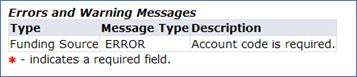 Errors and Warning Messages
Type Message Type Description
Funding Source ERROR Account code is required.
* - indicates a required field.